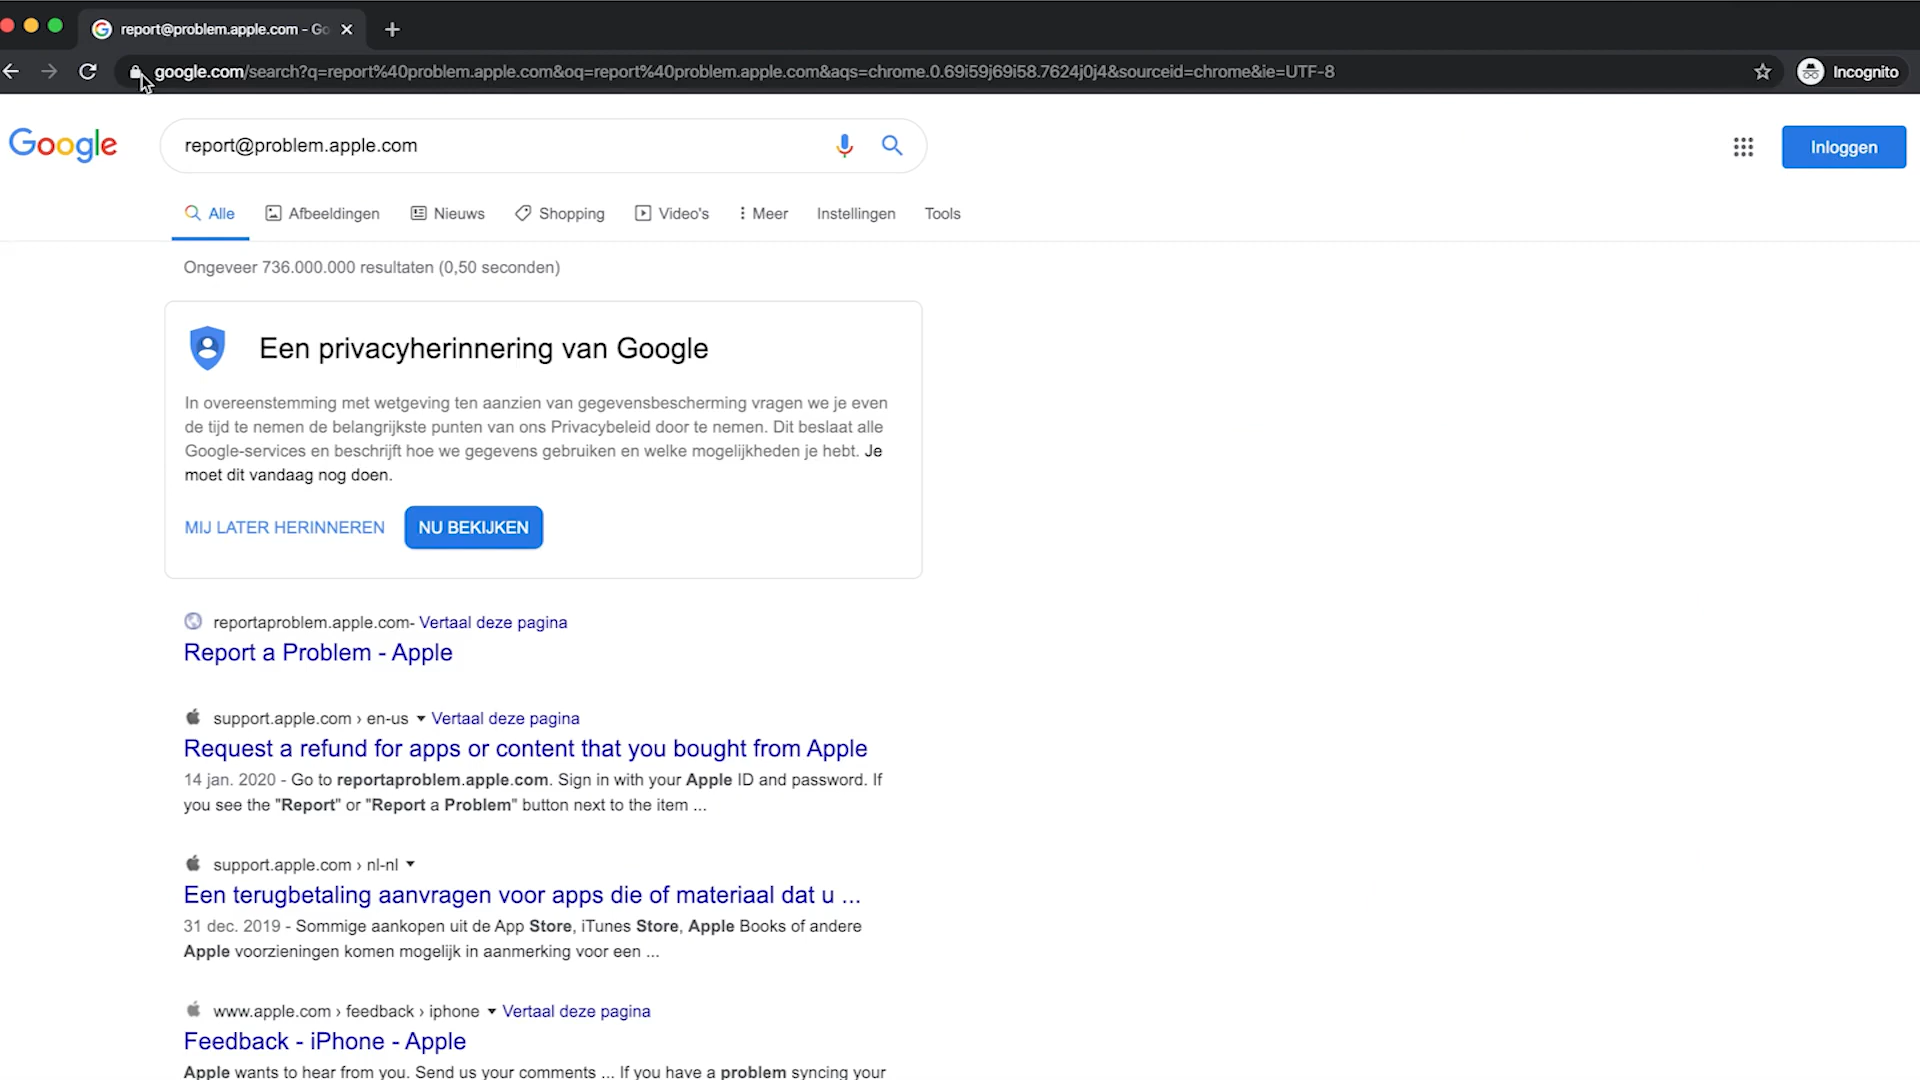 report@problem.apple.com - Go
google.com/search?q=report%40problem.apple.com&oq=report%40problem.apple.com&aqs=chrome.0.69i59j69i58.7624j0j4&sourceid=chrome&ie=UTF-8
Incognito
Google
report@problem.apple.com
Inloggen
Alle Afbeeldingen Nieuws Shopping Video's Meer Instellingen Tools
Ongeveer 736.000.000 resultaten (0,50 seconden)
Een privacyherinnering van Google
In overeenstemming met wetgeving ten aanzien van gegevensbescherming vragen we je even
de tijd te nemen de belangrijkste punten van ons Privacybeleid door te nemen. Dit beslaat alle
Google-services en beschrijft hoe we gegevens gebruiken en welke mogelijkheden je hebt. Je
moet dit vandaag nog doen.
MIJ LATER HERINNEREN NU BEKIJKEN
reportaproblem.apple.com- Vertaal deze pagina
Report a Problem - Apple
support.apple.com › en-us Vertaal deze pagina
Request a refund for apps or content that you bought from Apple
14 jan. 2020 - Go to reportaproblem.apple.com. Sign in with your Apple ID and password. If
you see the "Report" or "Report a Problem" button next to the item ...
support.apple.com › nl-nl
Een terugbetaling aanvragen voor apps die of materiaal dat u ...
31 dec. 2019 - Sommige aankopen uit de App Store, iTunes Store, Apple Books of andere
Apple voorzieningen komen mogelijk in aanmerking voor een ...
www.apple.com › feedback › iphone Vertaal deze pagina
Feedback - iPhone - Apple
Apple wants to hear from you. Send us your comments ... If you have a problem syncing your